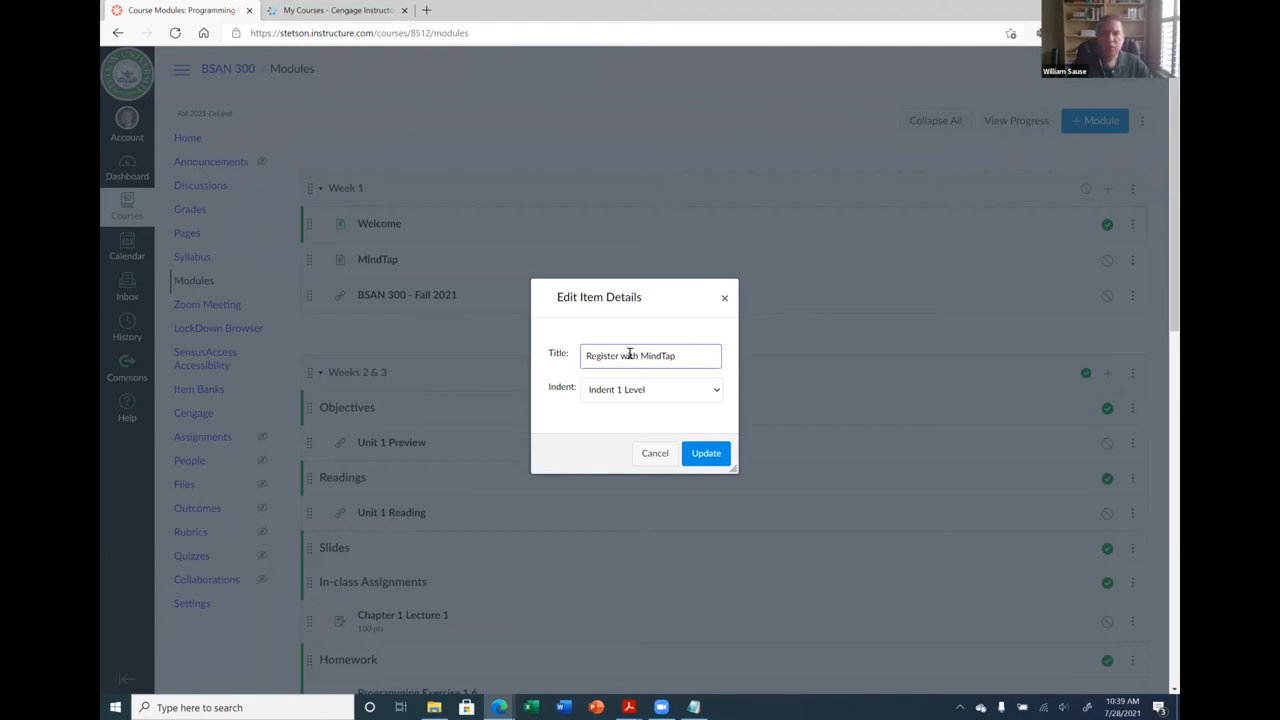 Course Modules: Programming
My Courses - Cengage Instructo
https://stetson.instructure.com/courses/8512/modules
William Sause
BSAN 300
Modules
Fall 2021-DeLand
Collapse All
View Progress
+ Module
Account
Dashboard
Courses
Calendar
Inbox
History
Commons
Help
Home
Announcements
Discussions
Grades
Pages
Syllabus
Modules
Zoom Meeting
LockDown Browser
SensusAccess
Accessibility
Item Banks
Cengage
Assignments
People
Files
Outcomes
Rubrics
Quizzes
Collaborations
Settings
Week 1
Welcome
MindTap
BSAN 300 - Fall 2021
Weeks 2 & 3
Objectives
Unit 1 Preview
Readings
Unit 1 Reading
Slides
In-class Assignments
Chapter 1 Lecture 1
100 pts
Homework
Programming Exercise 1.6
Edit Item Details
Title:
Register with MindTap
Indent:
Indent 1 Level
Cancel
Update
Type here to search
10:39 AM
7/28/2021